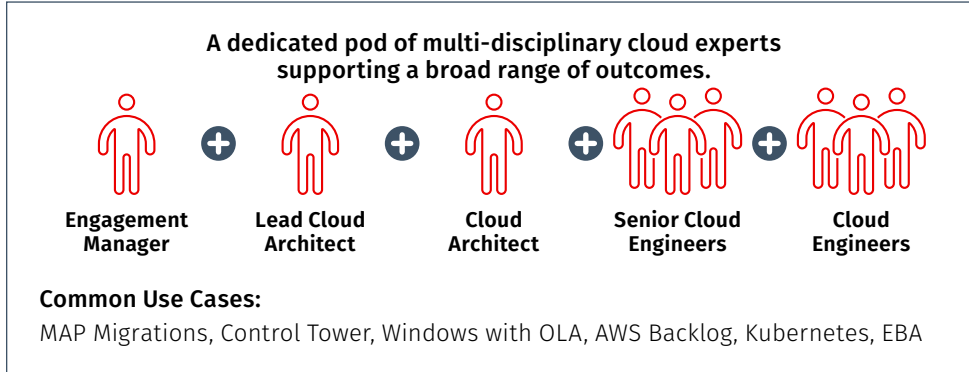 A dedicated pod of multi-disciplinary cloud experts
supporting a broad range of outcomes.
Engagement
Manager
Lead Cloud
Architect
Cloud
Architect
Senior Cloud
Engineers
Cloud
Engineers
Common Use Cases:
MAP Migrations, Control Tower, Windows with OLA, AWS Backlog, Kubernetes, EBA